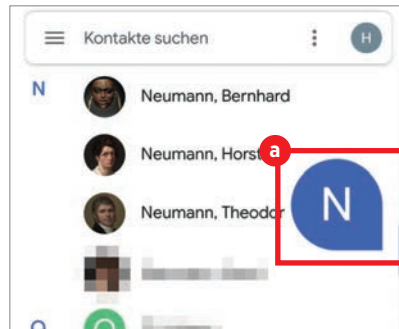 Kontakte suchen
H
N
Neumann, Bernhard
Neumann, Horst
a
Neumann, Theodor
N